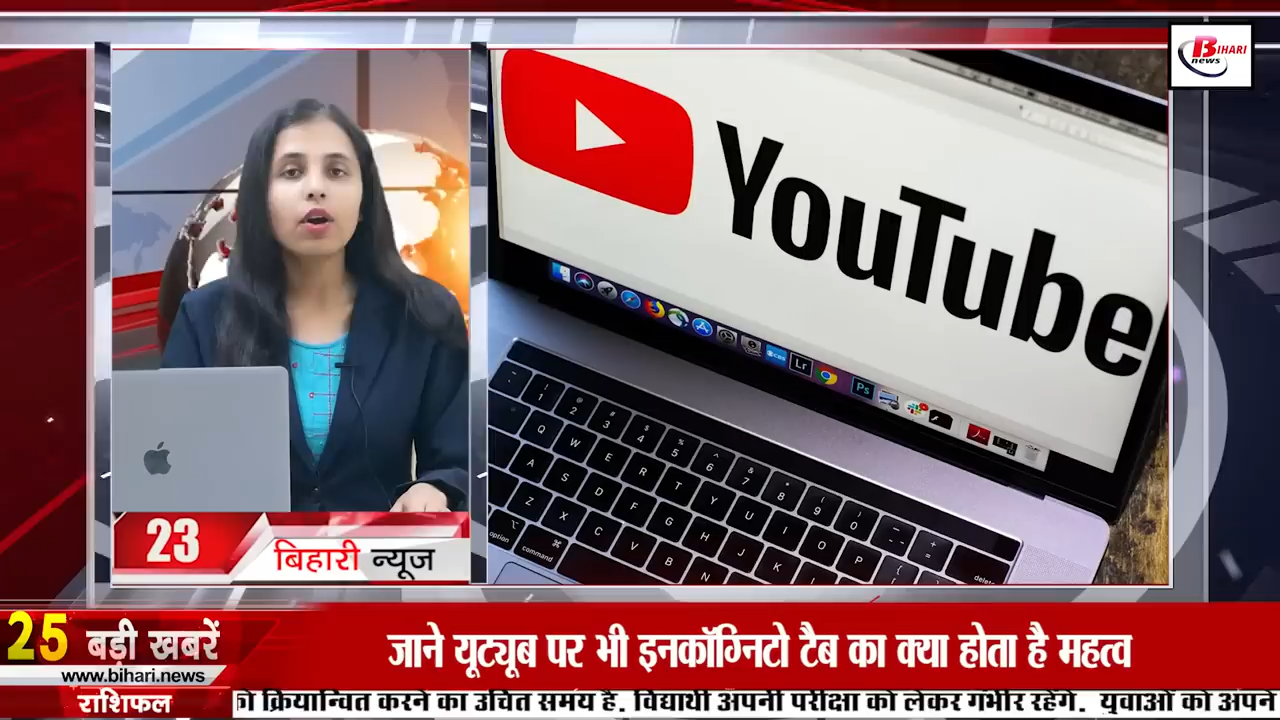 BIHARI
news
YouTube
23
बिहारी न्यूज
25 बड़ी खबरें
www.bihari.news
जाने यूट्यूब पर भी इनकॉग्निटो टैब का क्या होता है महत्व
राशिफल
को क्रियान्वित करने का उचित समय है. विद्यार्थी अपनी परीक्षा को लेकर गंभीर रहेंगे. युवाओं को अपने